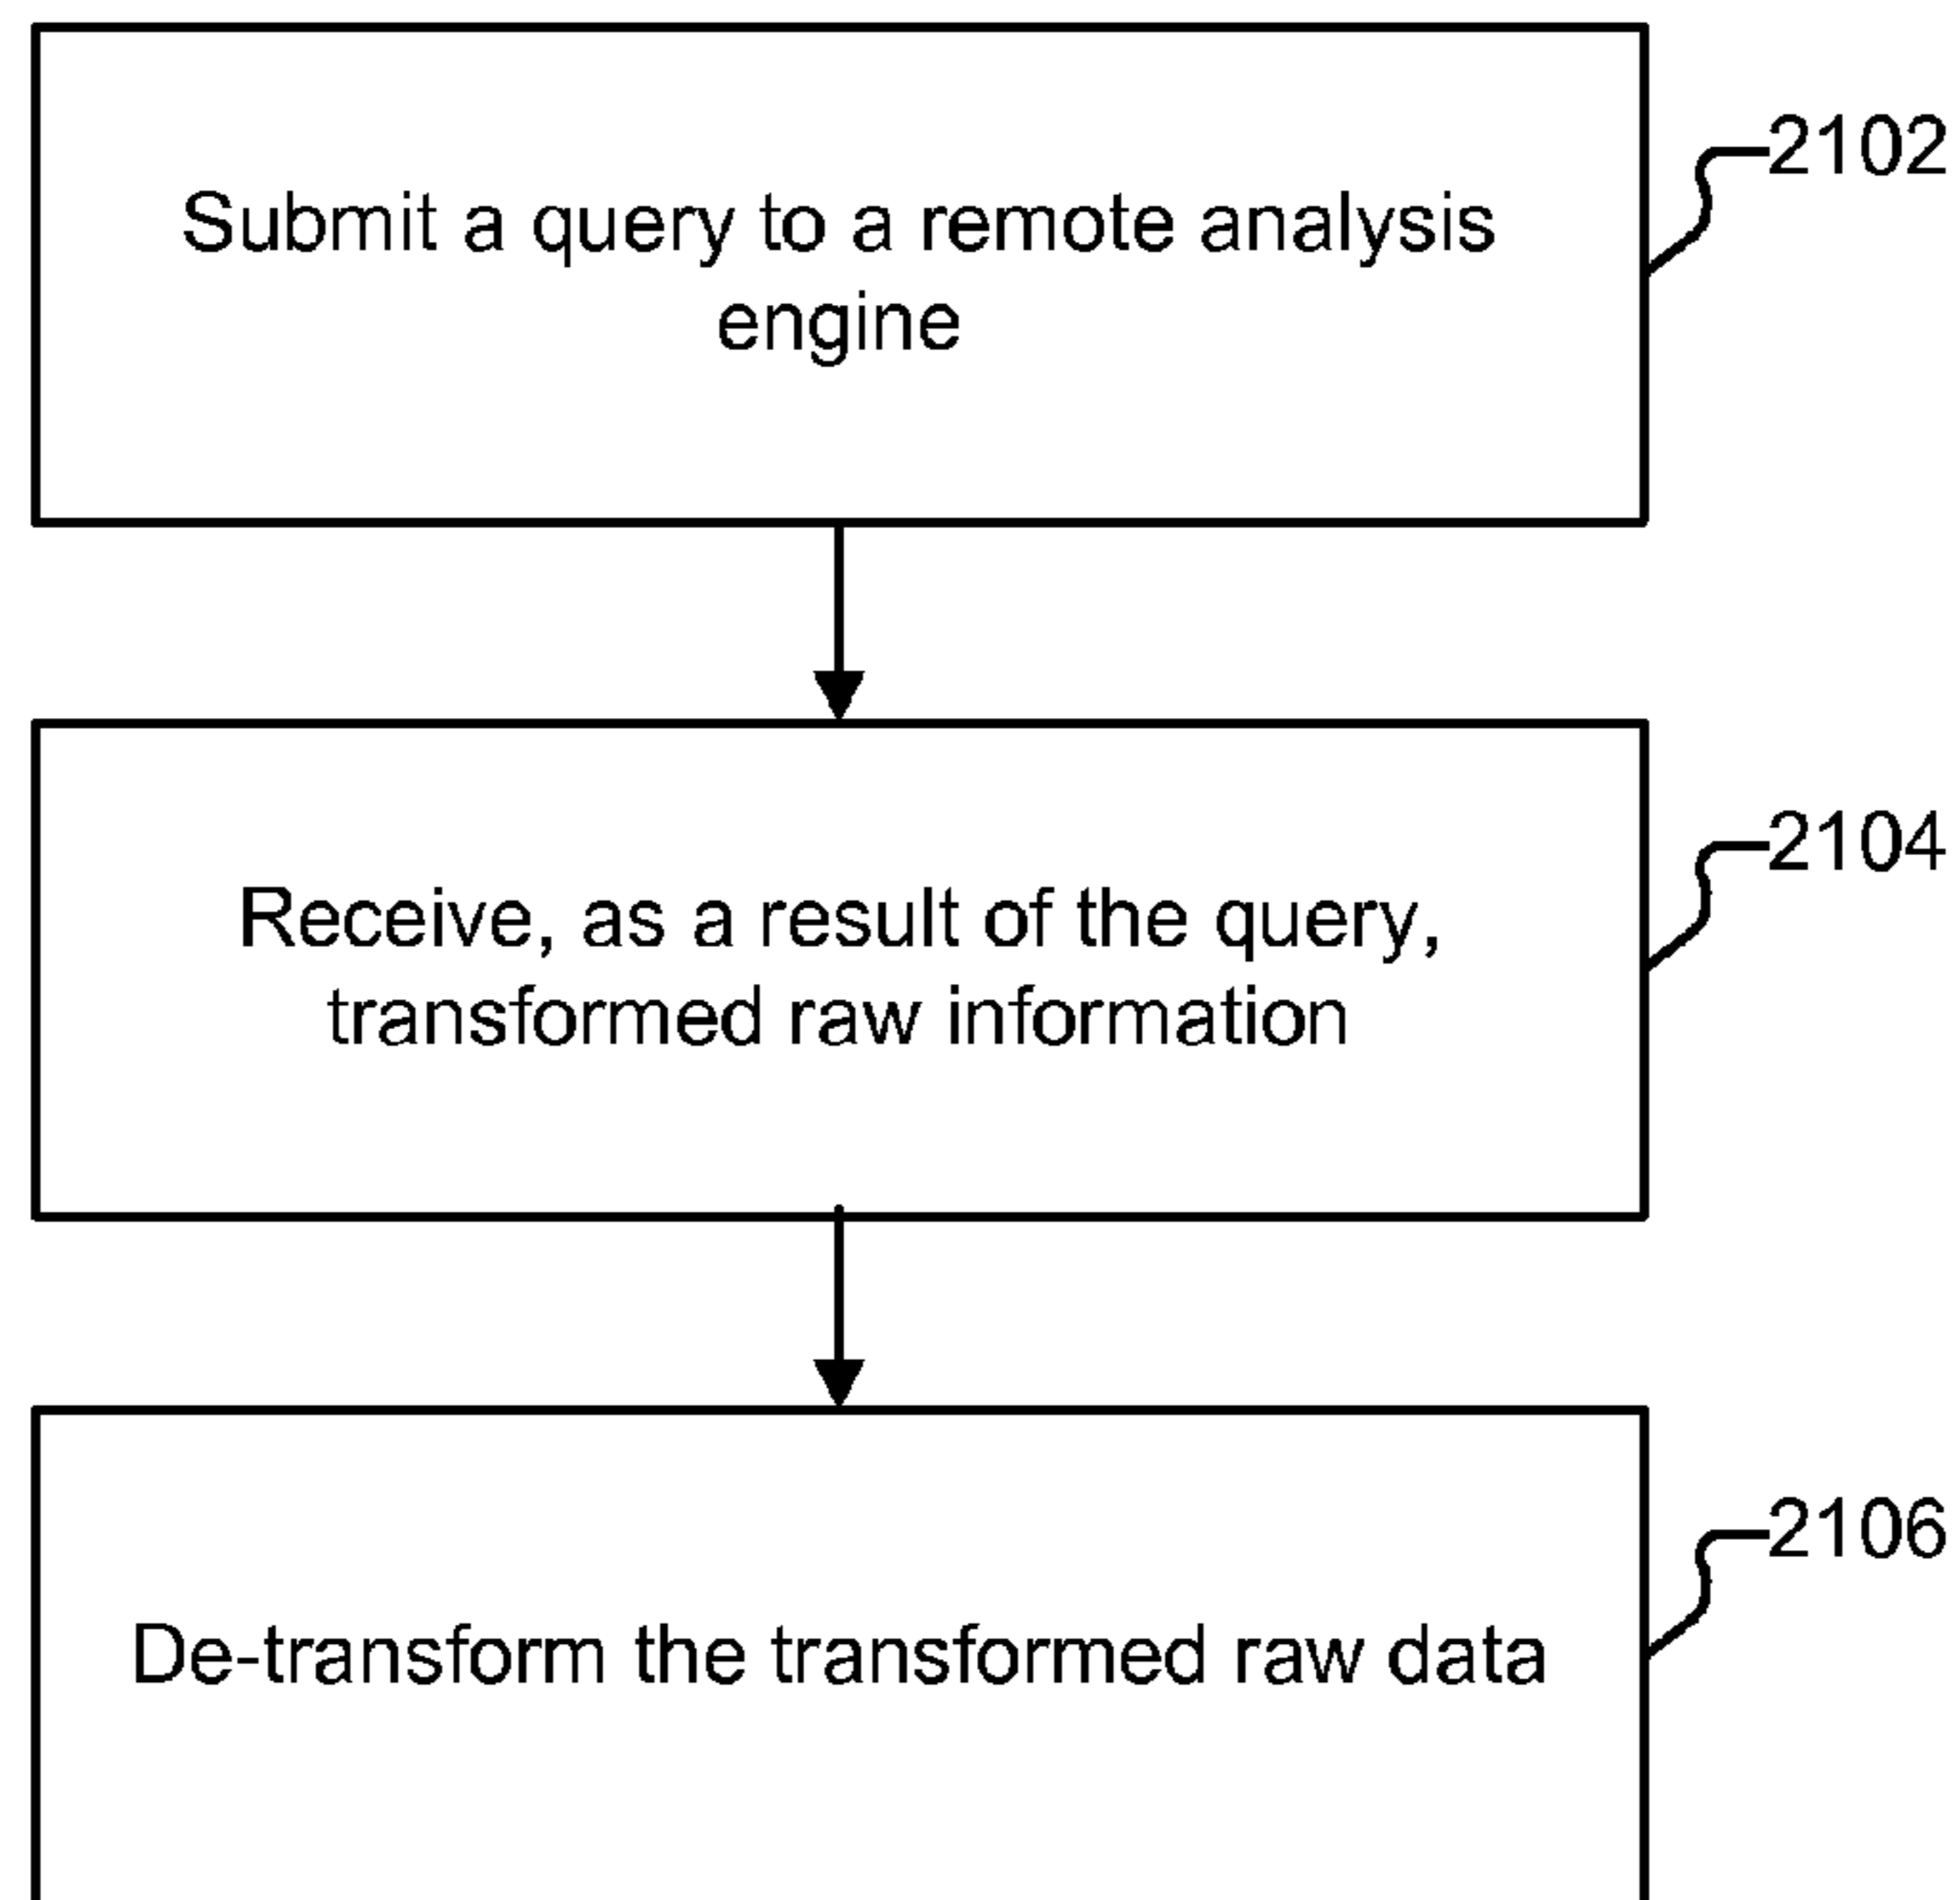 Submit a query to a remote analysis
engine
2102
Receive, as a result of the query,
transformed raw information
2104
De-transform the transformed raw data
2106